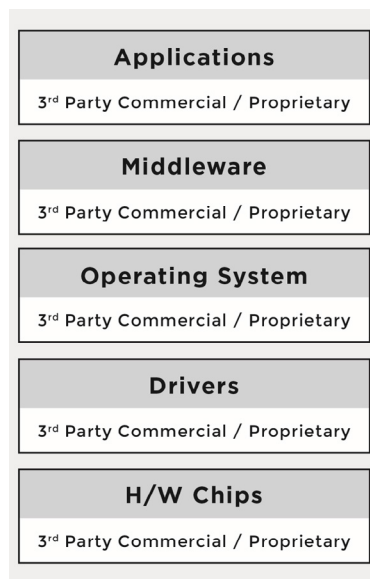 Applications
3rd Party Commercial / Proprietary
Middleware
3rd Party Commercial / Proprietary
Operating System
3rd Party Commercial / Proprietary
Drivers
3rd Party Commercial / Proprietary
H/W Chips
3rd Party Commercial / Proprietary